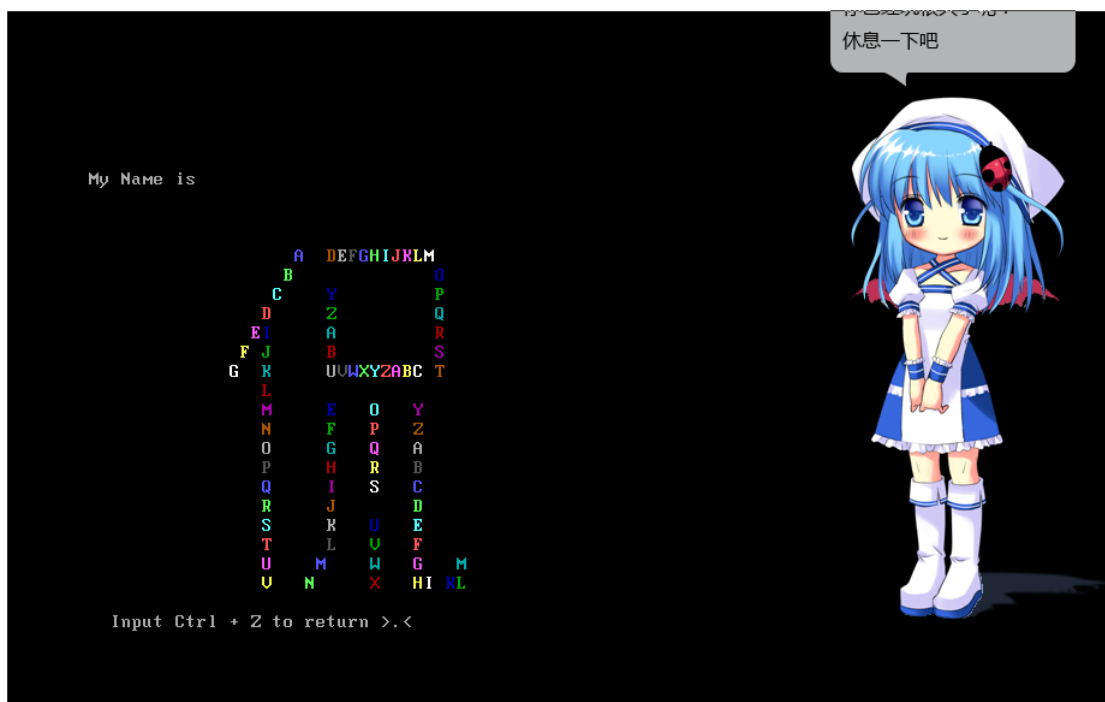 休息一下吧
My Name is
A DEFGHIJKLM
B O
C Y P
D Z Q
E I A R
F J B S
G K UVWXYZABC T
L
M E O Y
N F P Z
O G Q A
P H R B
Q I S C
R J D
S K U E
T L V F
U M W G M
V N X HI KL
Input Ctrl + Z to return >.<